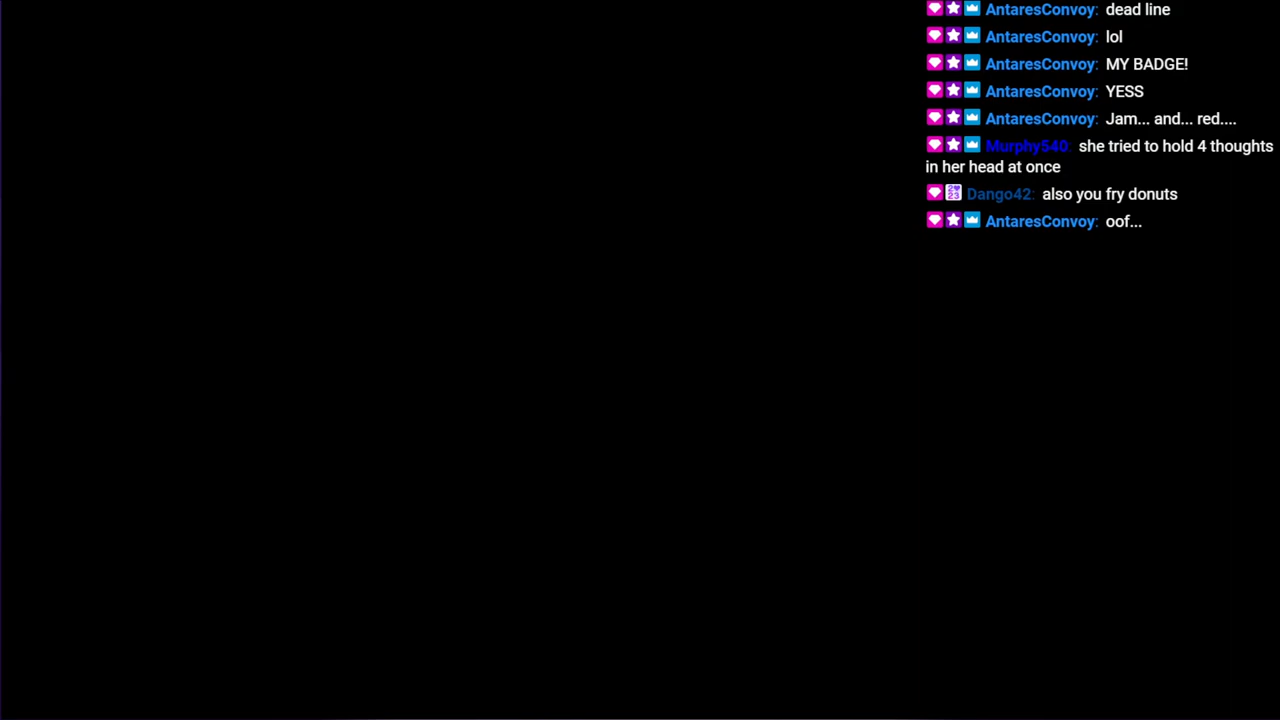 AntaresConvoy: dead line
AntaresConvoy: lol
AntaresConvoy: MY BADGE!
AntaresConvoy: YESS
AntaresConvoy: Jam... and... red....
Murphy540: she tried to hold 4 thoughts
in her head at once
Dango42: also you fry donuts
AntaresConvoy: oof...